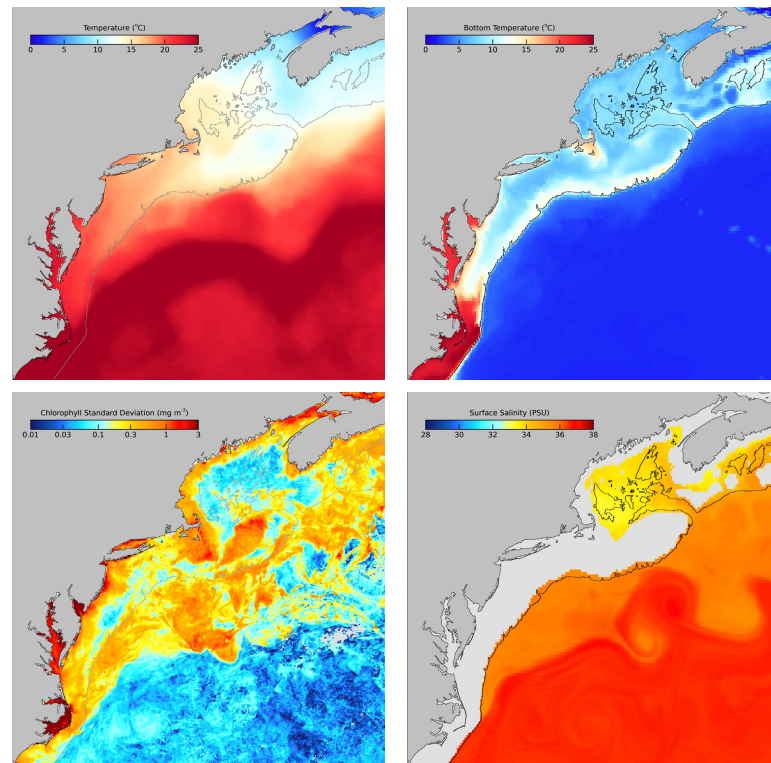 Temperature (°C)
0 5 10 15 20 25
Bottom Temperature (°C)
0 5 10 15 20 25
Chlorophyll Standard Deviation (mg m⁻³)
0.01 0.03 0.1 0.3 1 3
Surface Salinity (PSU)
28 30 32 34 36 38